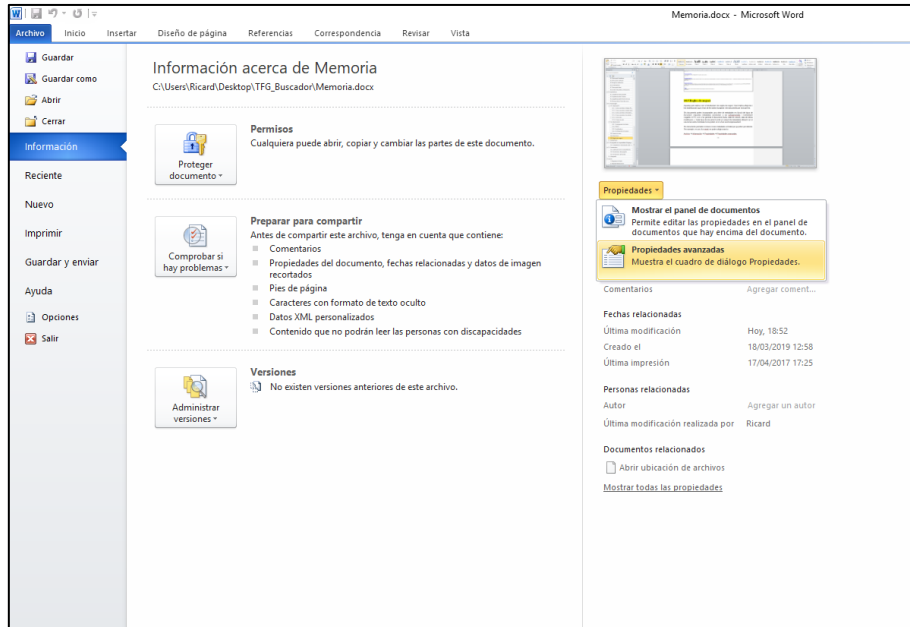 Memoria.docx - Microsoft Word
Archivo Inicio Insertar Diseño de página Referencias Correspondencia Revisar Vista
Guardar
Guardar como
Abrir
Cerrar
Información
Reciente
Nuevo
Imprimir
Guardar y enviar
Ayuda
Opciones
Salir
Información acerca de Memoria
C:\Users\Ricard\Desktop\TFG_Buscador\Memoria.docx
Proteger
documento
Permisos
Cualquiera puede abrir, copiar y cambiar las partes de este documento.
Comprobar si
hay problemas
Preparar para compartir
Antes de compartir este archivo, tenga en cuenta que contiene:
Comentarios
Propiedades del documento, fechas relacionadas y datos de imagen
recortados
Pies de página
Caracteres con formato de texto oculto
Datos XML personalizados
Contenido que no podrán leer las personas con discapacidades
Administrar
versiones
Versiones
No existen versiones anteriores de este archivo.
Propiedades
Mostrar el panel de documentos
Permite editar las propiedades en el panel de
documentos que hay encima del documento.
Propiedades avanzadas
Muestra el cuadro de diálogo Propiedades.
Comentarios Agregar coment...
Fechas relacionadas
Última modificación Hoy, 18:52
Creado el 18/03/2019 12:58
Última impresión 17/04/2017 17:25
Personas relacionadas
Autor Agregar un autor
Última modificación realizada por Ricard
Documentos relacionados
Abrir ubicación de archivos
Mostrar todas las propiedades